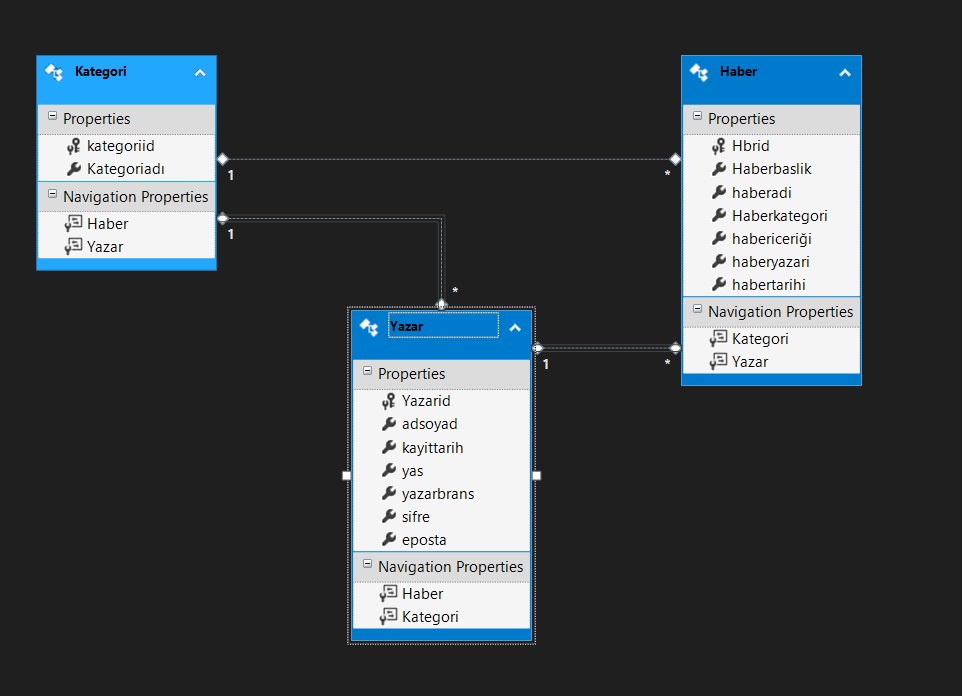 Kategori
Properties
kategoriid
Kategoriadı
Navigation Properties
Haber
Yazar
1
1
*
*
Haber
Properties
Hbrid
Haberbaslik
haberadi
Haberkategori
habericeriği
haberyazari
habertarihi
Navigation Properties
Kategori
Yazar
Yazar
Properties
Yazarid
adsoyad
kayittarih
yas
yazarbrans
sifre
eposta
Navigation Properties
Haber
Kategori
1
*